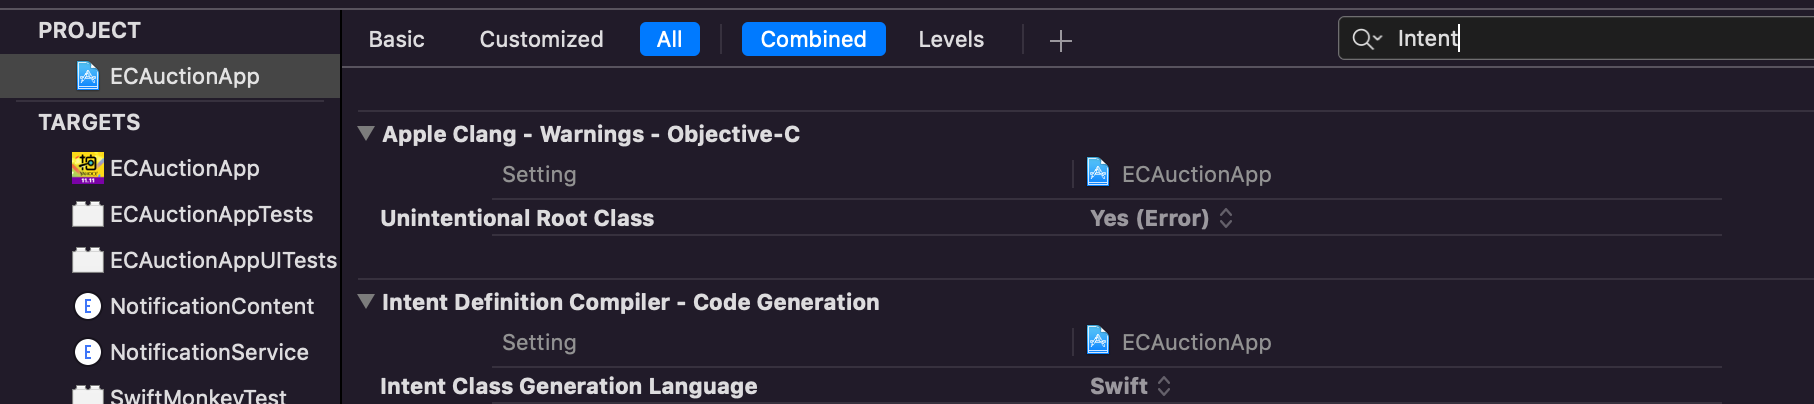 PROJECT
ECAuctionApp
TARGETS
ECAuctionApp
ECAuctionAppTests
ECAuctionAppUITests
NotificationContent
NotificationService
SwiftMonkeyTest
Basic Customized All Combined Levels + Intent
Apple Clang - Warnings - Objective-C
Setting ECAuctionApp
Unintentional Root Class Yes (Error)
Intent Definition Compiler - Code Generation
Setting ECAuctionApp
Intent Class Generation Language Swift